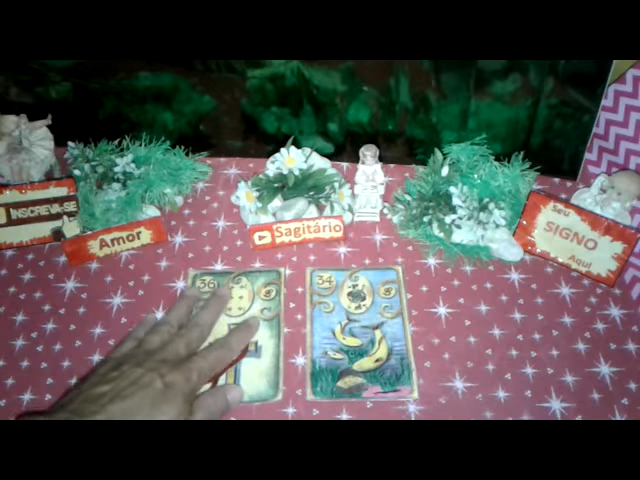 INSCREVA-SE
Amor
Sagitário
Seu
SIGNO
Aqui
36
34